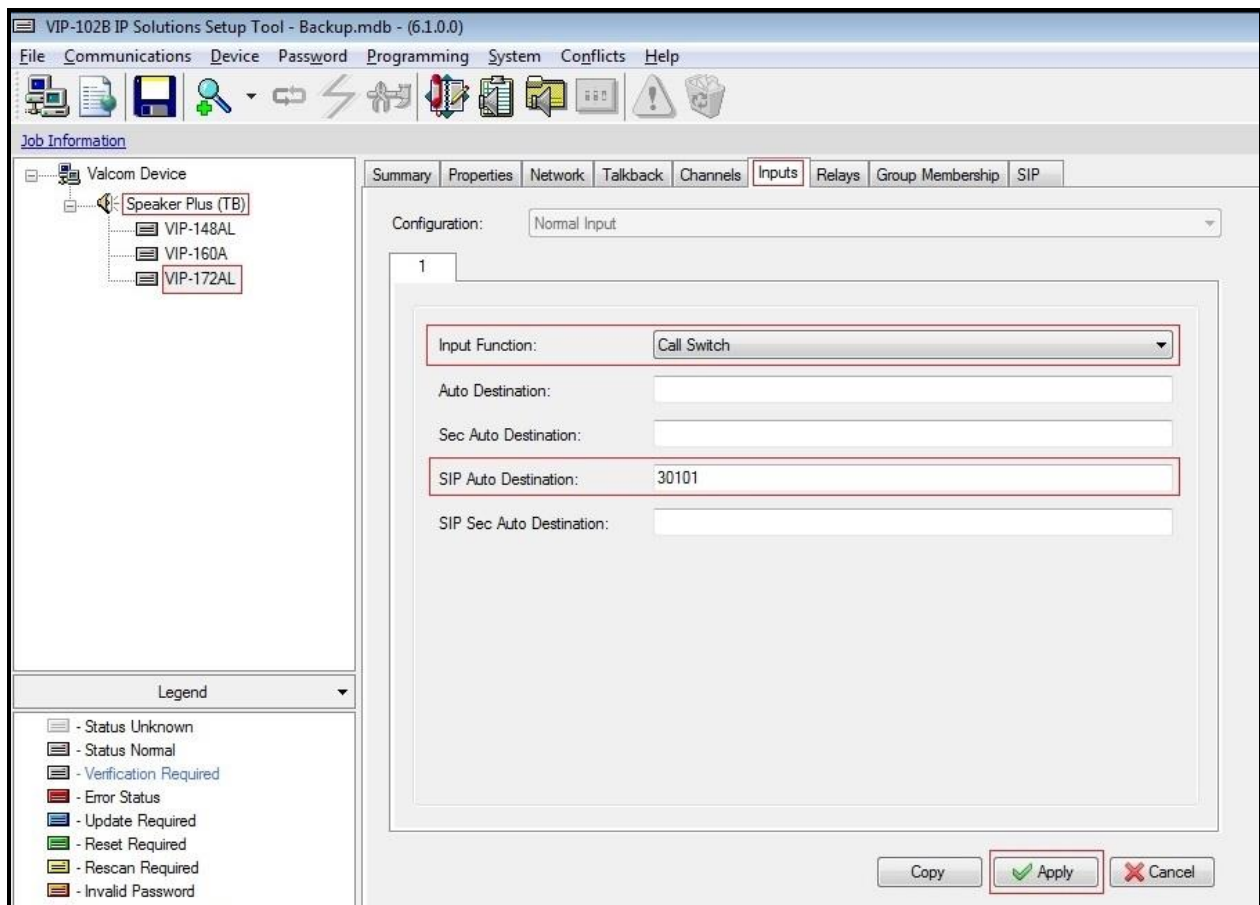 VIP-102B IP Solutions Setup Tool - Backup.mdb - (6.1.0.0)
File Communications Device Password Programming System Conflicts Help
Job Information
Valcom Device
Speaker Plus (TB)
VIP-148AL
VIP-160A
VIP-172AL
Legend
- Status Unknown
- Status Normal
- Verification Required
- Error Status
- Update Required
- Reset Required
- Rescan Required
- Invalid Password
Summary Properties Network Talkback Channels Inputs Relays Group Membership SIP
Configuration: Normal Input
1
Input Function: Call Switch
Auto Destination:
Sec Auto Destination:
SIP Auto Destination: 30101
SIP Sec Auto Destination:
Copy Apply Cancel